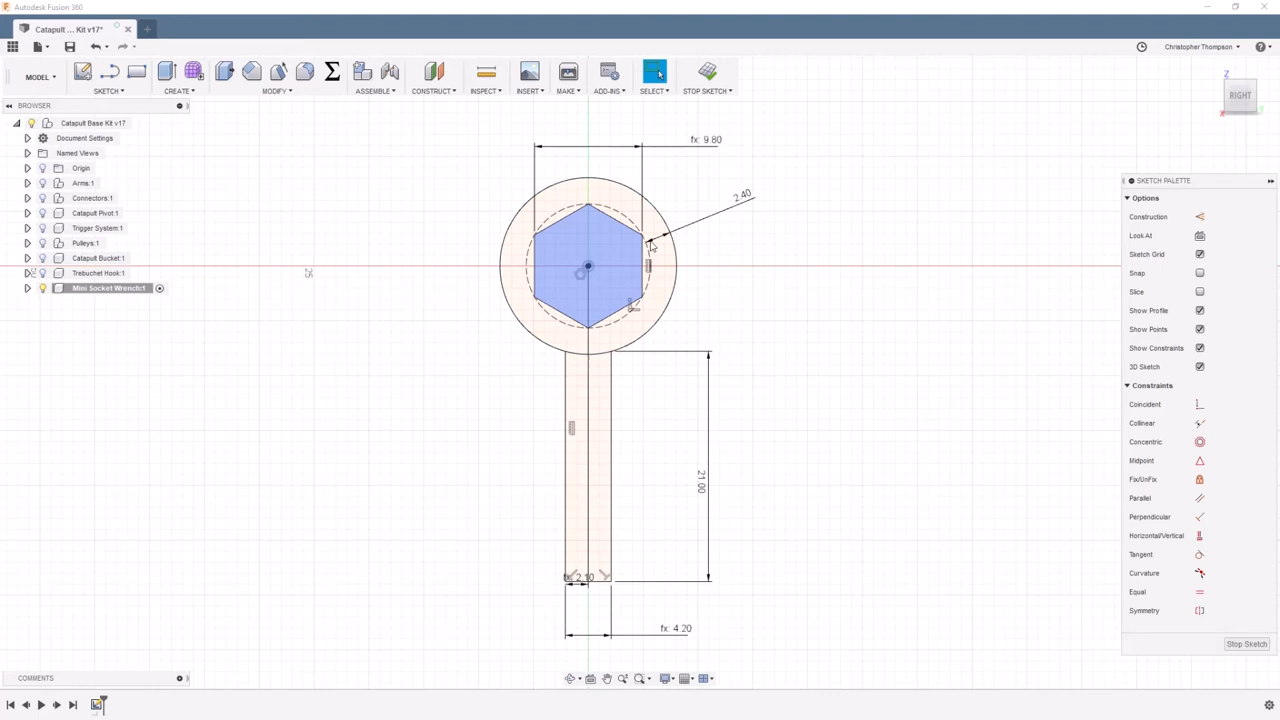 Autodesk Fusion 360
Catapult ... Kit v17*
Christopher Thompson
MODEL
SKETCH
CREATE
MODIFY
ASSEMBLE
CONSTRUCT
INSPECT
INSERT
MAKE
ADD-INS
SELECT
STOP SKETCH
BROWSER
Catapult Base Kit v17
Document Settings
Named Views
Origin
Arms:1
Connectors:1
Catapult Pivot:1
Trigger System:1
Pulleys:1
Catapult Bucket:1
Trebuchet Hook:1
Mini Socket Wrench:1
Z
RIGHT
X
Y
fx: 9.80
2.40
25
21.00
fx: 2.10
fx: 4.20
SKETCH PALETTE
Options
Construction
Look At
Sketch Grid
Snap
Slice
Show Profile
Show Points
Show Constraints
3D Sketch
Constraints
Coincident
Collinear
Concentric
Midpoint
Fix/UnFix
Parallel
Perpendicular
Horizontal/Vertical
Tangent
Curvature
Equal
Symmetry
Stop Sketch
COMMENTS